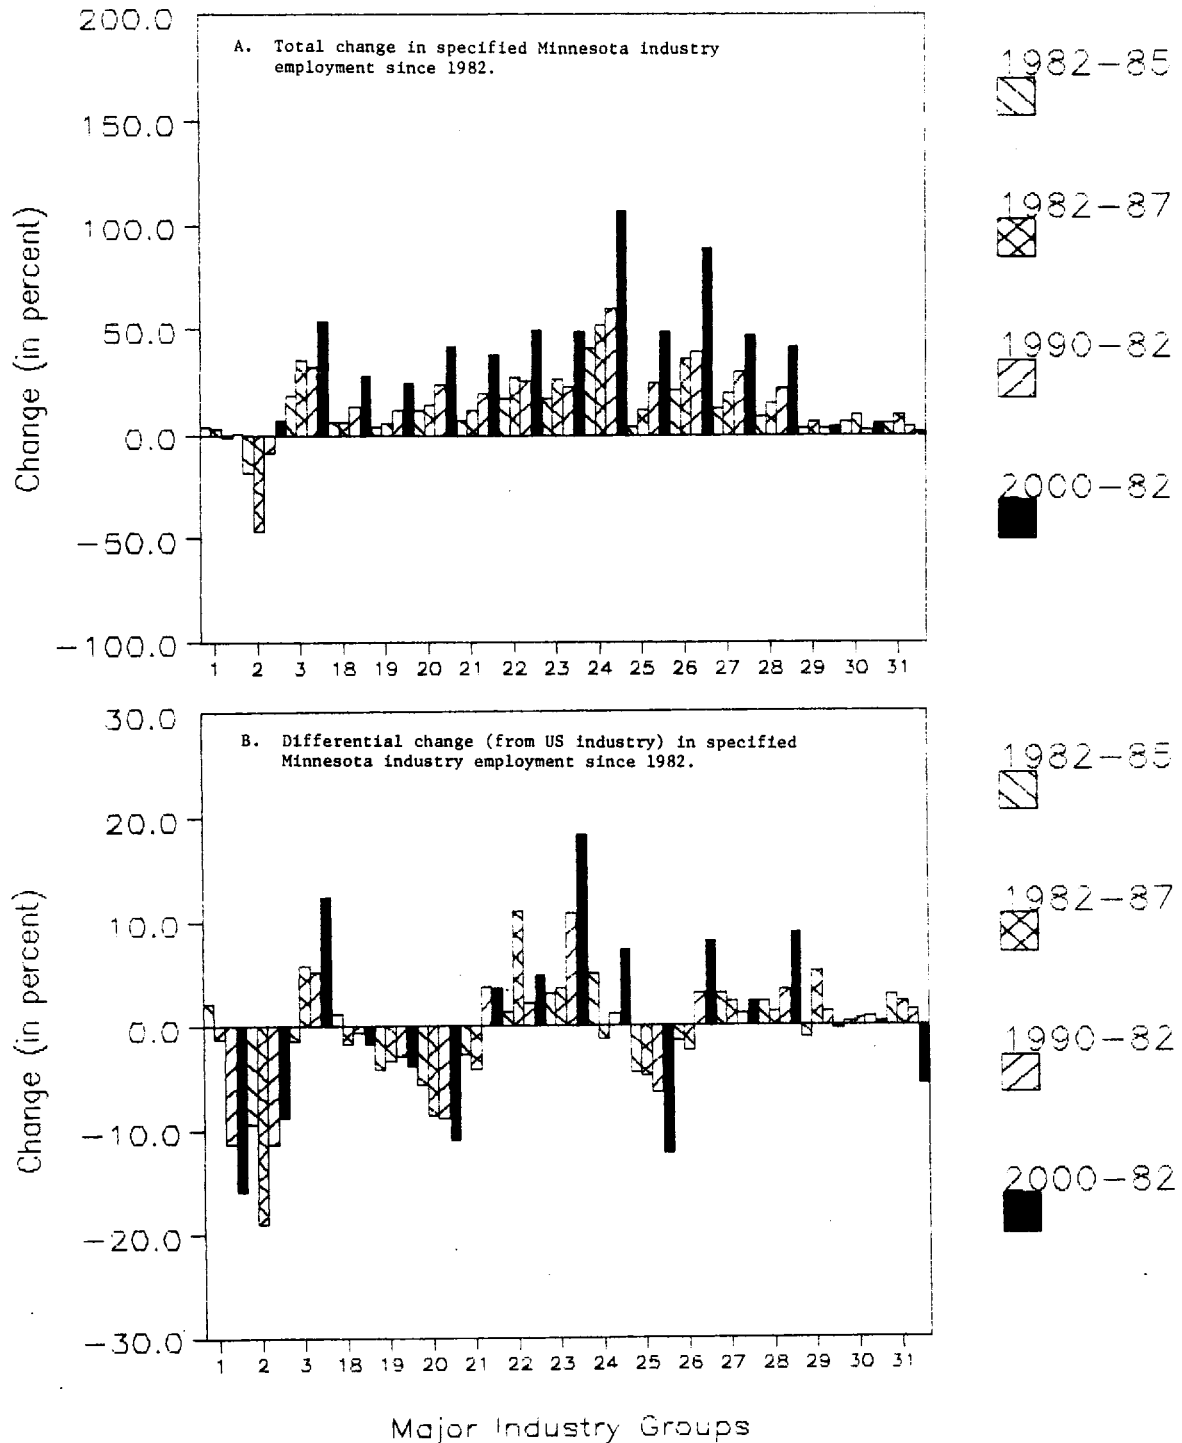 200.0
150.0
100.0
50.0
0.0
-50.0
-100.0
Change (in percent)
A. Total change in specified Minnesota industry
employment since 1982.
1 2 3 18 19 20 21 22 23 24 25 26 27 28 29 30 31
1982-85
1982-87
1990-82
2000-82
30.0
20.0
10.0
0.0
-10.0
-20.0
-30.0
Change (in percent)
B. Differential change (from US industry) in specified
Minnesota industry employment since 1982.
1 2 3 18 19 20 21 22 23 24 25 26 27 28 29 30 31
1982-85
1982-87
1990-82
2000-82
Major Industry Groups